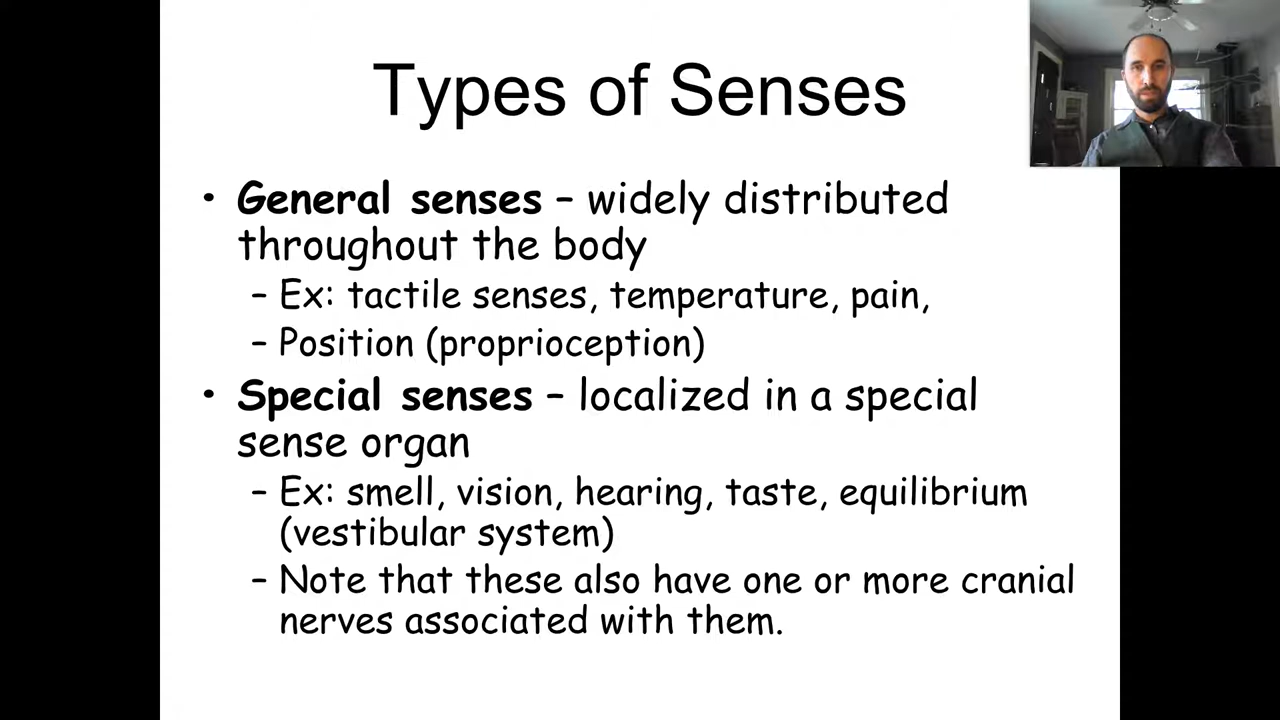 Types of Senses
• General senses – widely distributed
throughout the body
– Ex: tactile senses, temperature, pain,
– Position (proprioception)
• Special senses – localized in a special
sense organ
– Ex: smell, vision, hearing, taste, equilibrium
(vestibular system)
– Note that these also have one or more cranial
nerves associated with them.